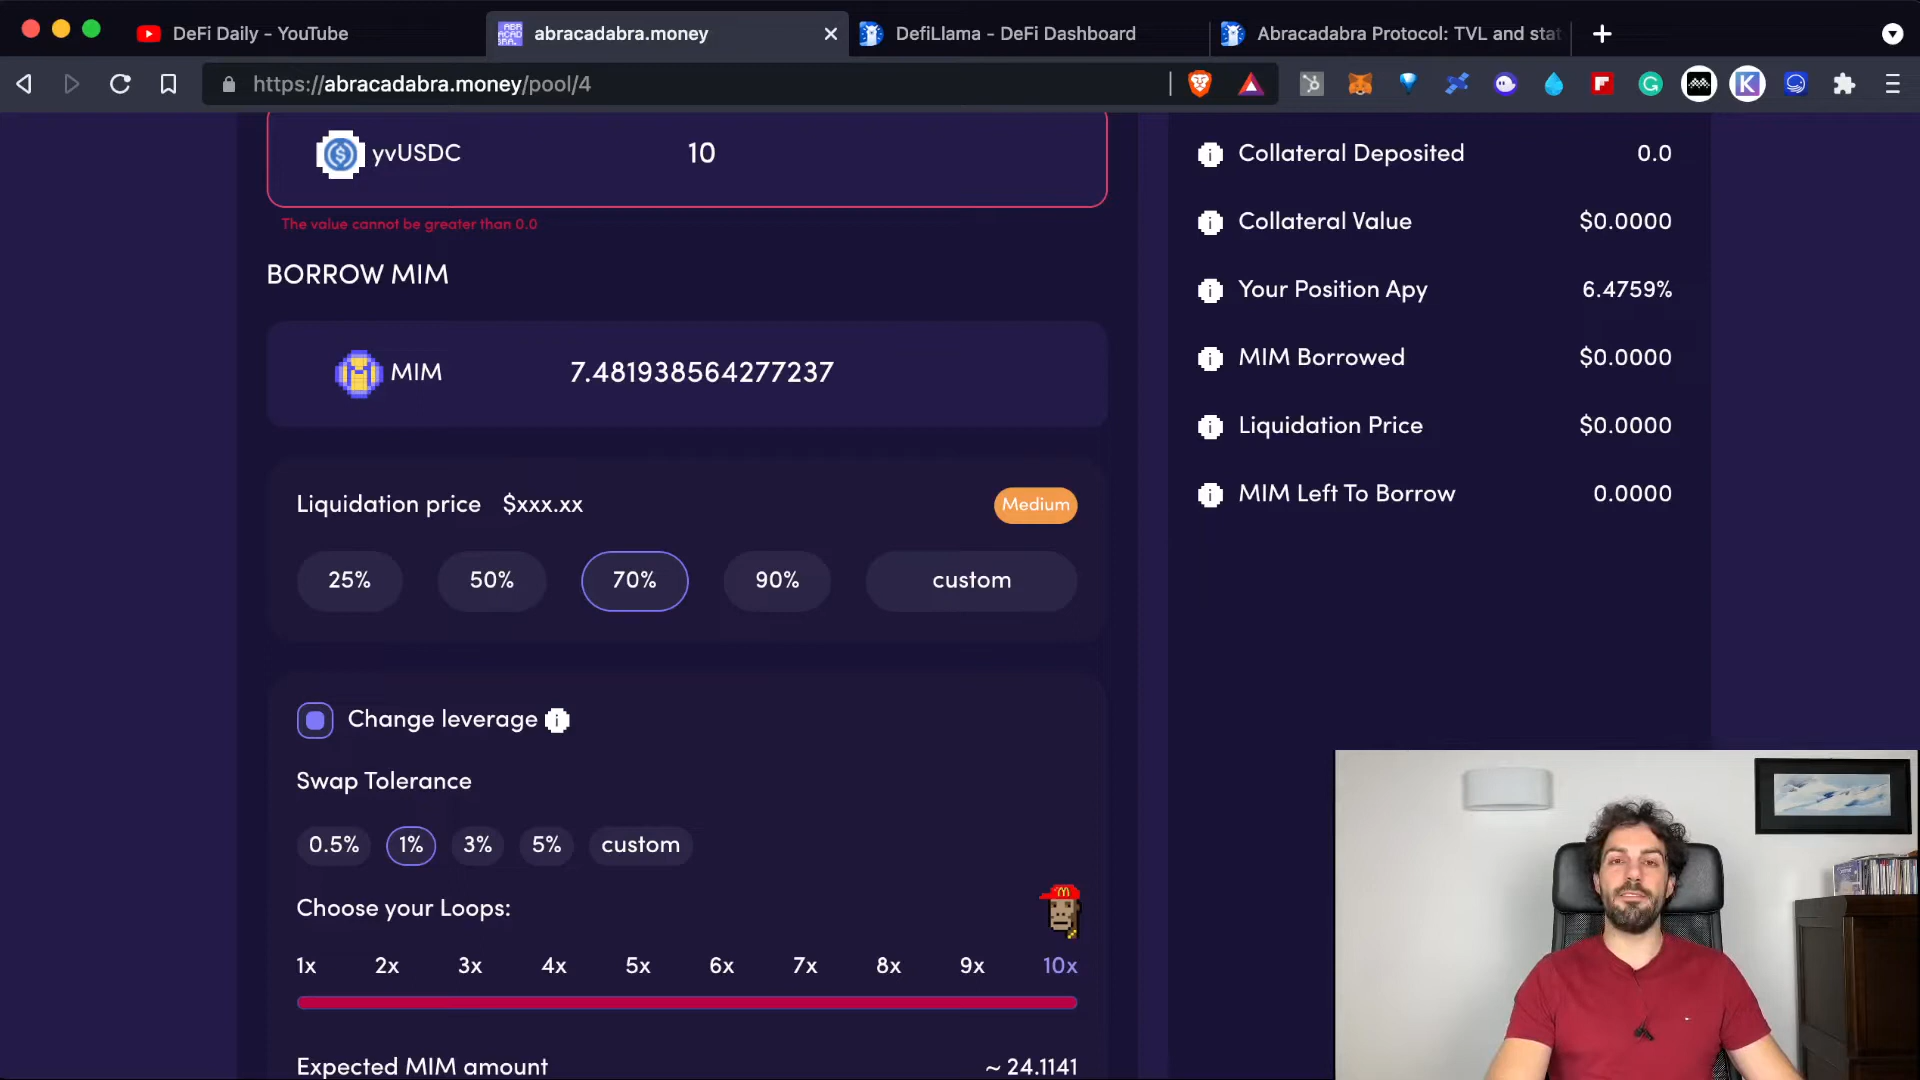 DeFi Daily - YouTube
abracadabra.money
DefiLlama - DeFi Dashboard
Abracadabra Protocol: TVL and stat
https://abracadabra.money/pool/4
yvUSDC 10
The value cannot be greater than 0.0
BORROW MIM
MIM 7.481938564277237
Liquidation price $xxx.xx Medium
25% 50% 70% 90% custom
Change leverage
Swap Tolerance
0.5% 1% 3% 5% custom
Choose your Loops:
1x 2x 3x 4x 5x 6x 7x 8x 9x 10x
Expected MIM amount ~ 24.1141
Collateral Deposited 0.0
Collateral Value $0.0000
Your Position Apy 6.4759%
MIM Borrowed $0.0000
Liquidation Price $0.0000
MIM Left To Borrow 0.0000